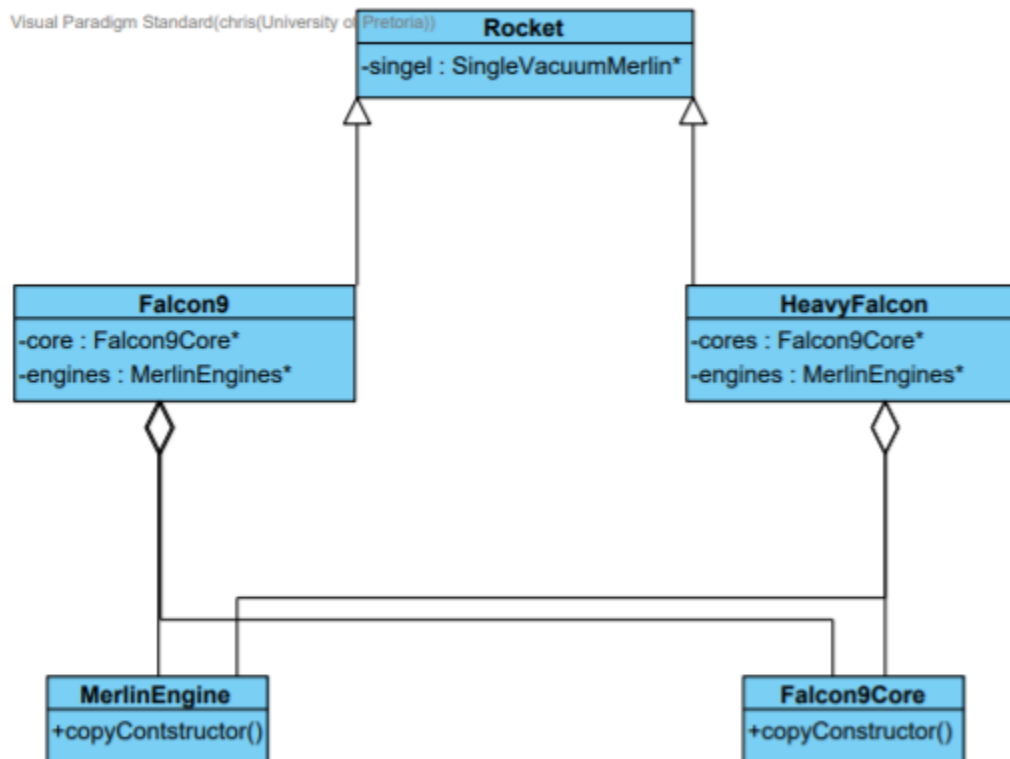 Visual Paradigm Standard(chris(University of Pretoria))
Rocket
-singel : SingleVacuumMerlin*
Falcon9
-core : Falcon9Core*
-engines : MerlinEngines*
HeavyFalcon
-cores : Falcon9Core*
-engines : MerlinEngines*
MerlinEngine
+copyContstructor()
Falcon9Core
+copyConstructor()